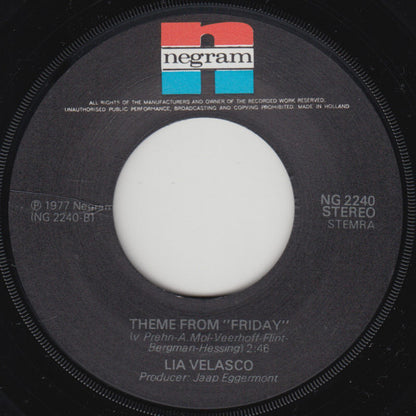 negram
ALL RIGHTS OF THE MANUFACTURERS AND OWNER OF THE RECORDED WORK RESERVED.
UNAUTHORISED PUBLIC PERFORMANCE, BROADCASTING AND COPYING PROHIBITED. MADE IN HOLLAND
℗ 1977 Negram
(NG 2240-B)
NG 2240
STEREO
STEMRA
THEME FROM "FRIDAY"
(v Prehn-A.Mol-Veerhoff-Flint-
Bergman-Hessing) 2:46
LIA VELASCO
Producer: Jaap Eggermont